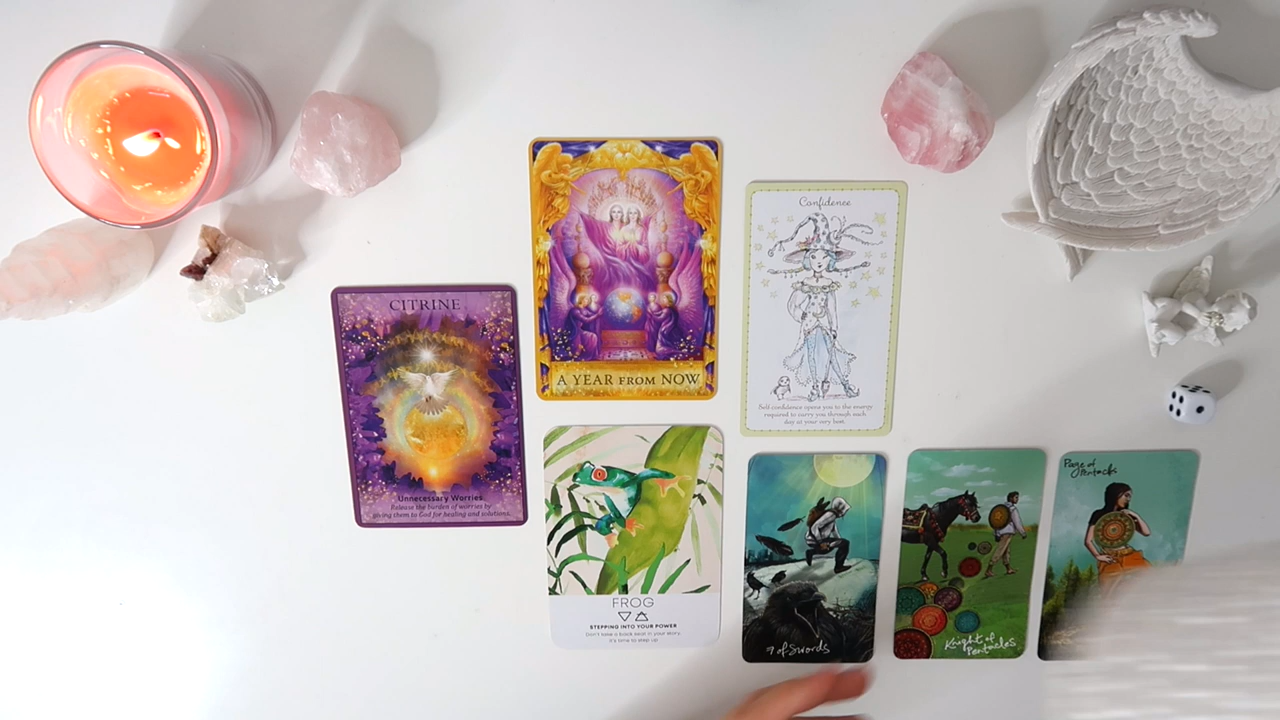 CITRINE
Unnecessary Worries
Release the burden of worries by
giving them to God for healing and solutions.
A YEAR FROM NOW
Confidence
Self confidence opens you to the energy
required to carry you through each
day at your very best.
FROG
STEPPING INTO YOUR POWER
Don't take a back seat in your story,
it's time to step up.
of Swords
Knight of
Pentacles
Page of
Pentacles